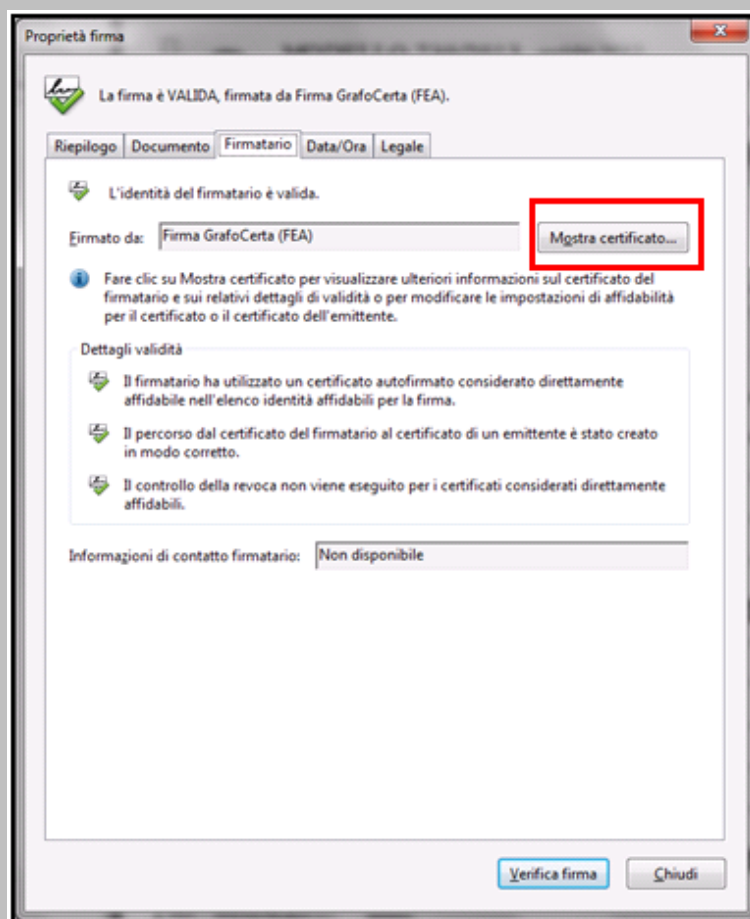 Proprietà firma
La firma è VALIDA, firmata da Firma GrafoCerta (FEA).
Riepilogo Documento Firmatario Data/Ora Legale
L'identità del firmatario è valida.
Firmato da: Firma GrafoCerta (FEA) Mostra certificato...
Fare clic su Mostra certificato per visualizzare ulteriori informazioni sul certificato del
firmatario e sui relativi dettagli di validità o per modificare le impostazioni di affidabilità
per il certificato o il certificato dell'emittente.
Dettagli validità
Il firmatario ha utilizzato un certificato autofirmato considerato direttamente
affidabile nell'elenco identità affidabili per la firma.
Il percorso dal certificato del firmatario al certificato di un emittente è stato creato
in modo corretto.
Il controllo della revoca non viene eseguito per i certificati considerati direttamente
affidabili.
Informazioni di contatto firmatario: Non disponibile
Verifica firma Chiudi